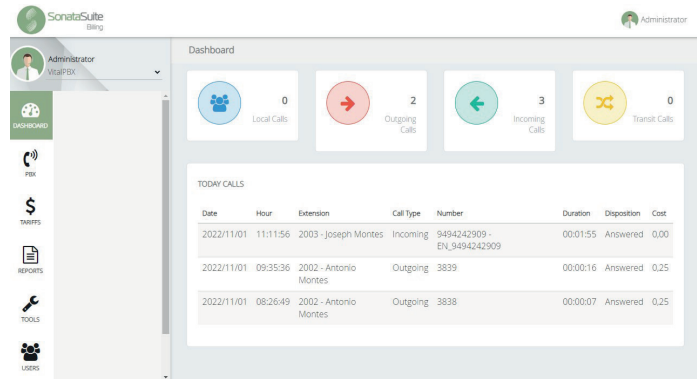 SonataSuite
Billing
Administrator
Administrator
VitalPBX
Dashboard
DASHBOARD
PBX
TARIFFS
REPORTS
TOOLS
USERS
0
Local Calls
2
Outgoing
Calls
3
Incoming
Calls
0
Transit Calls
TODAY CALLS
Date Hour Extension Call Type Number Duration Disposition Cost
2022/11/01 11:11:56 2003 - Joseph Montes Incoming 9494242909 - 00:01:55 Answered 0,00
EN_9494242909
2022/11/01 09:35:36 2002 - Antonio Outgoing 3839 00:00:16 Answered 0,25
Montes
2022/11/01 08:26:49 2002 - Antonio Outgoing 3838 00:00:07 Answered 0,25
Montes